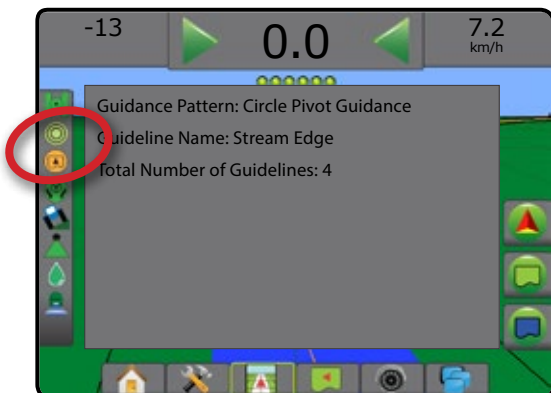 -13
0.0
7.2
km/h
Guidance Pattern: Circle Pivot Guidance
Guideline Name: Stream Edge
Total Number of Guidelines: 4